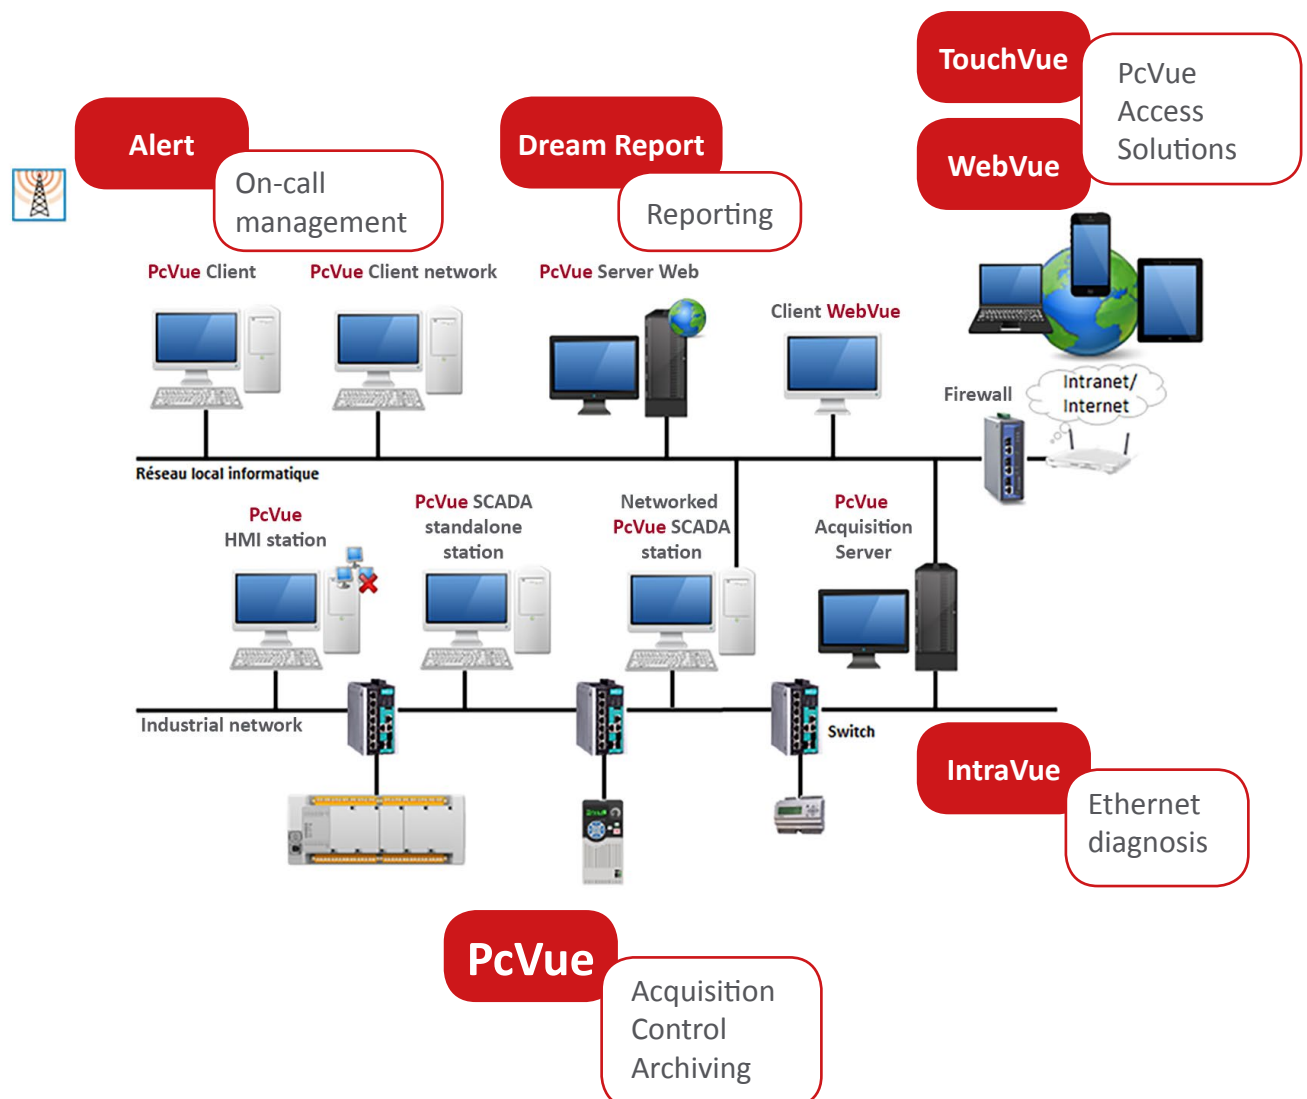 TouchVue
PcVue
Access
Solutions
WebVue
Alert
On-call
management
Dream Report
Reporting
PcVue Client
PcVue Client network
PcVue Server Web
Client WebVue
Firewall
Intranet/
Internet
Réseau local informatique
PcVue
HMI station
PcVue SCADA
standalone
station
Networked
PcVue SCADA
station
PcVue
Acquisition
Server
Industrial network
Switch
IntraVue
Ethernet
diagnosis
PcVue
Acquisition
Control
Archiving